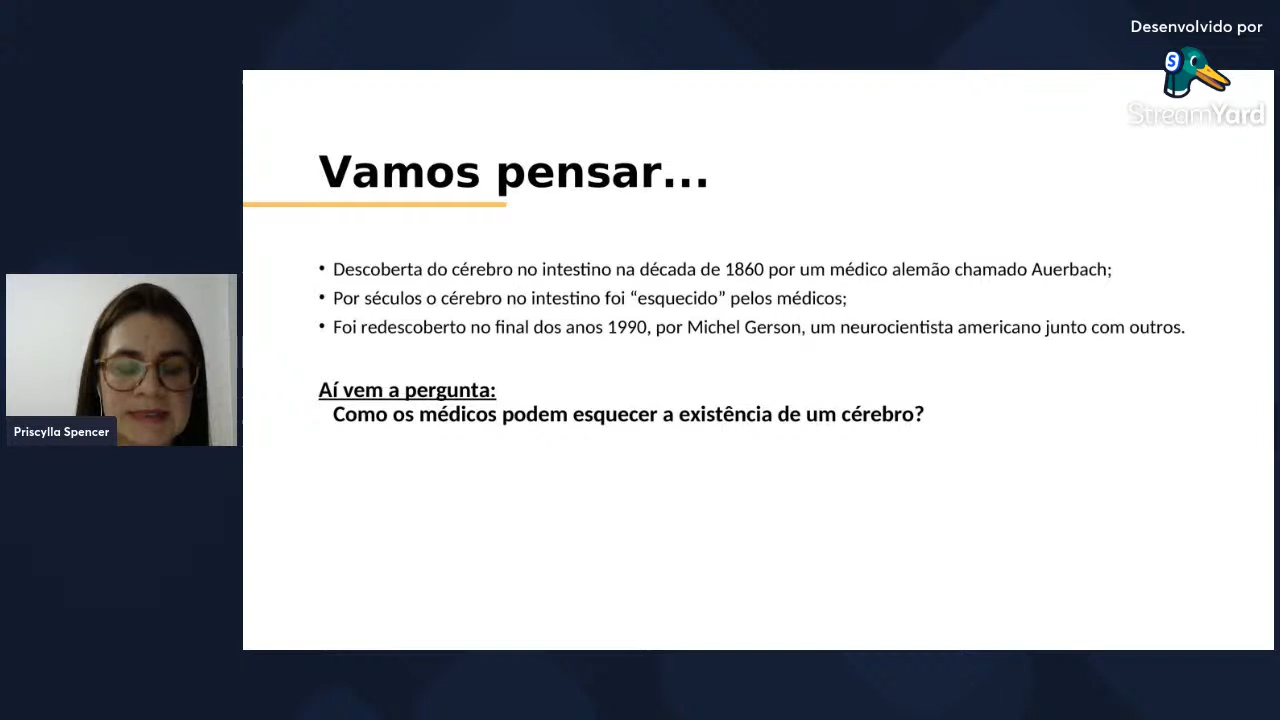 Desenvolvido por
S
StreamYard
Vamos pensar...
• Descoberta do cérebro no intestino na década de 1860 por um médico alemão chamado Auerbach;
• Por séculos o cérebro no intestino foi “esquecido” pelos médicos;
• Foi redescoberto no final dos anos 1990, por Michel Gerson, um neurocientista americano junto com outros.
Aí vem a pergunta:
Como os médicos podem esquecer a existência de um cérebro?
Priscylla Spencer